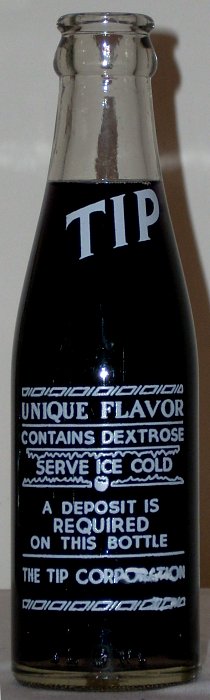 TIP
UNIQUE FLAVOR
CONTAINS DEXTROSE
SERVE ICE COLD
A DEPOSIT IS
REQUIRED
ON THIS BOTTLE
THE TIP CORPORATION